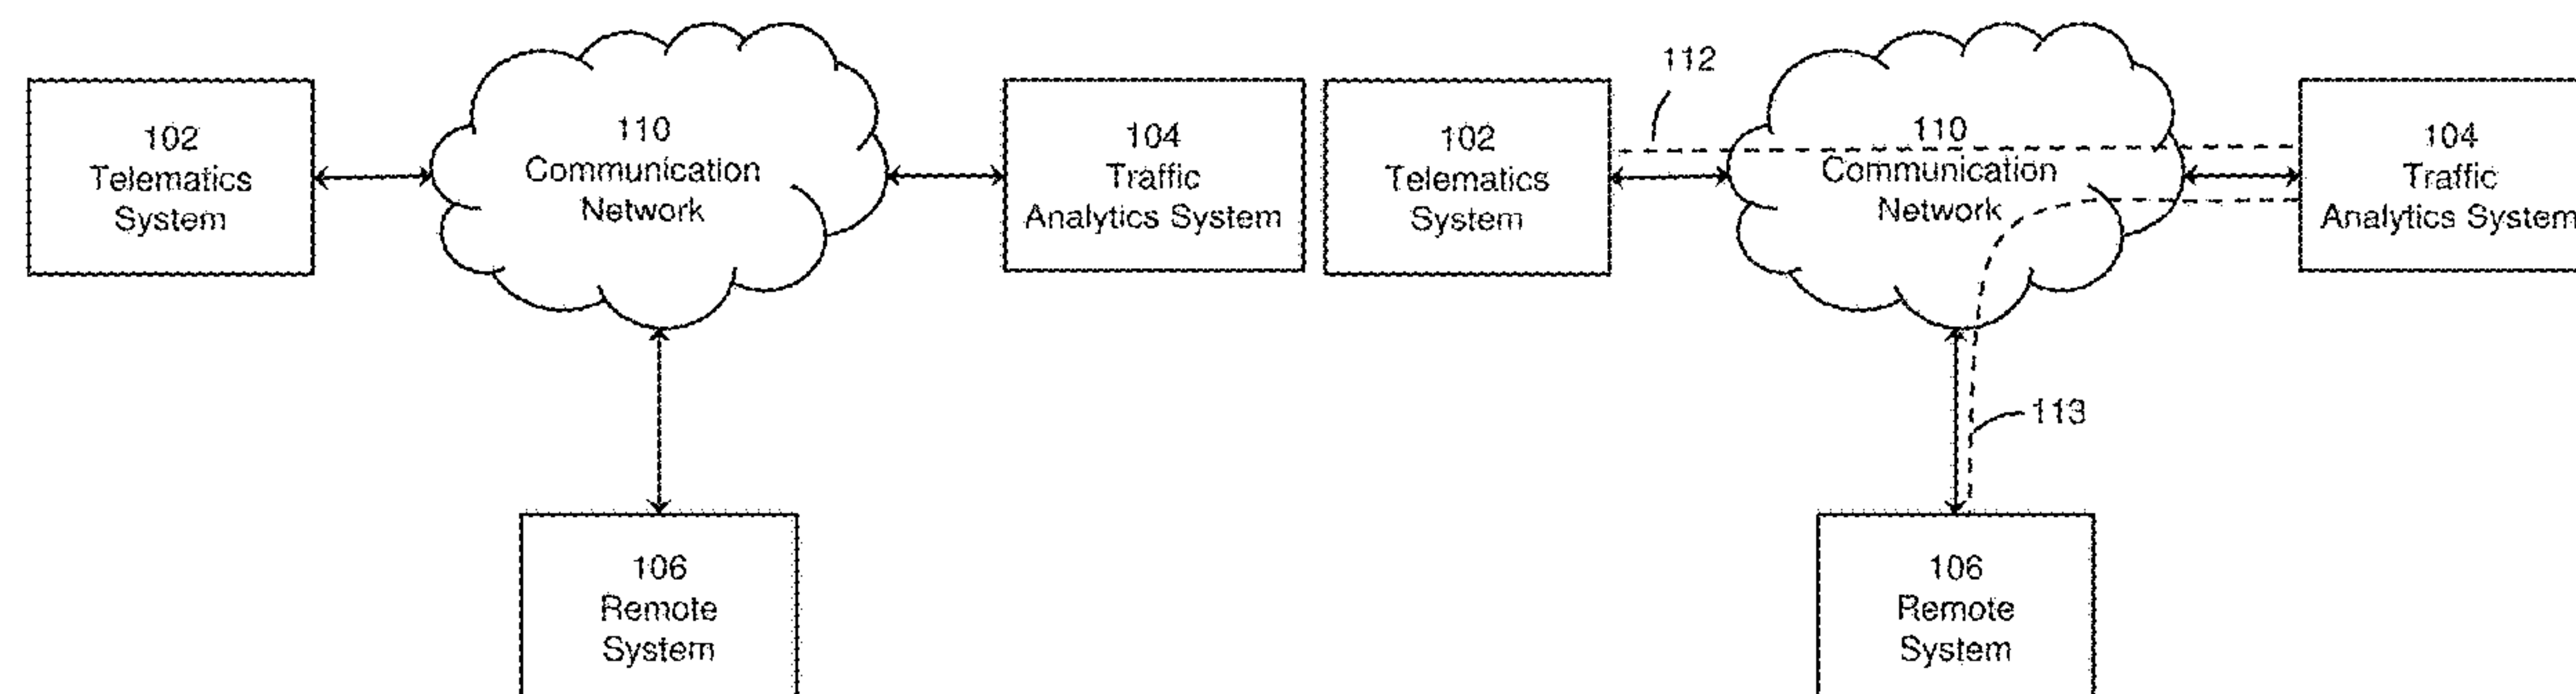 102
Telematics
System
110
Communication
Network
104
Traffic
Analytics System
106
Remote
System
112
102
Telematics
System
110
Communication
Network
104
Traffic
Analytics System
113
106
Remote
System